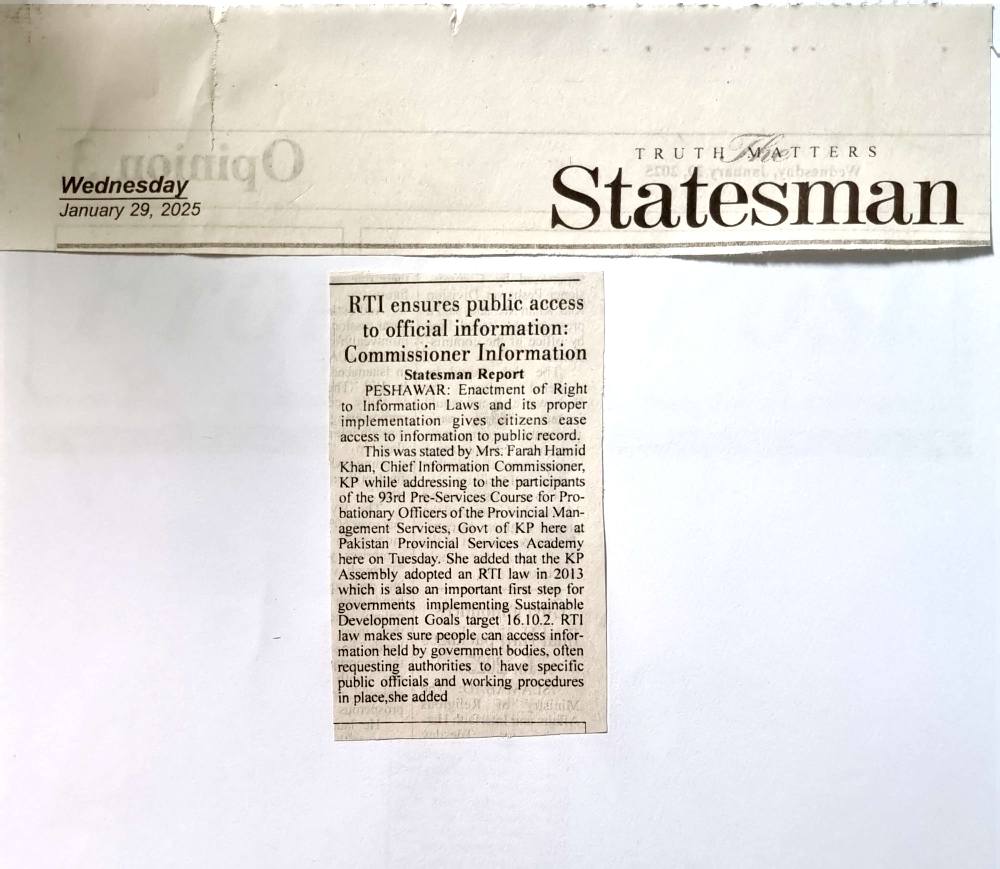 Wednesday
January 29, 2025
TRUTH MATTERS
The
Statesman
RTI ensures public access
to official information:
Commissioner Information
Statesman Report
PESHAWAR: Enactment of Right
to Information Laws and its proper
implementation gives citizens ease
access to information to public record.
This was stated by Mrs. Farah Hamid
Khan, Chief Information Commissioner,
KP while addressing to the participants
of the 93rd Pre-Services Course for Pro-
bationary Officers of the Provincial Man-
agement Services, Govt of KP here at
Pakistan Provincial Services Academy
here on Tuesday. She added that the KP
Assembly adopted an RTI law in 2013
which is also an important first step for
governments implementing Sustainable
Development Goals target 16.10.2. RTI
law makes sure people can access infor-
mation held by government bodies, often
requesting authorities to have specific
public officials and working procedures
in place,she added